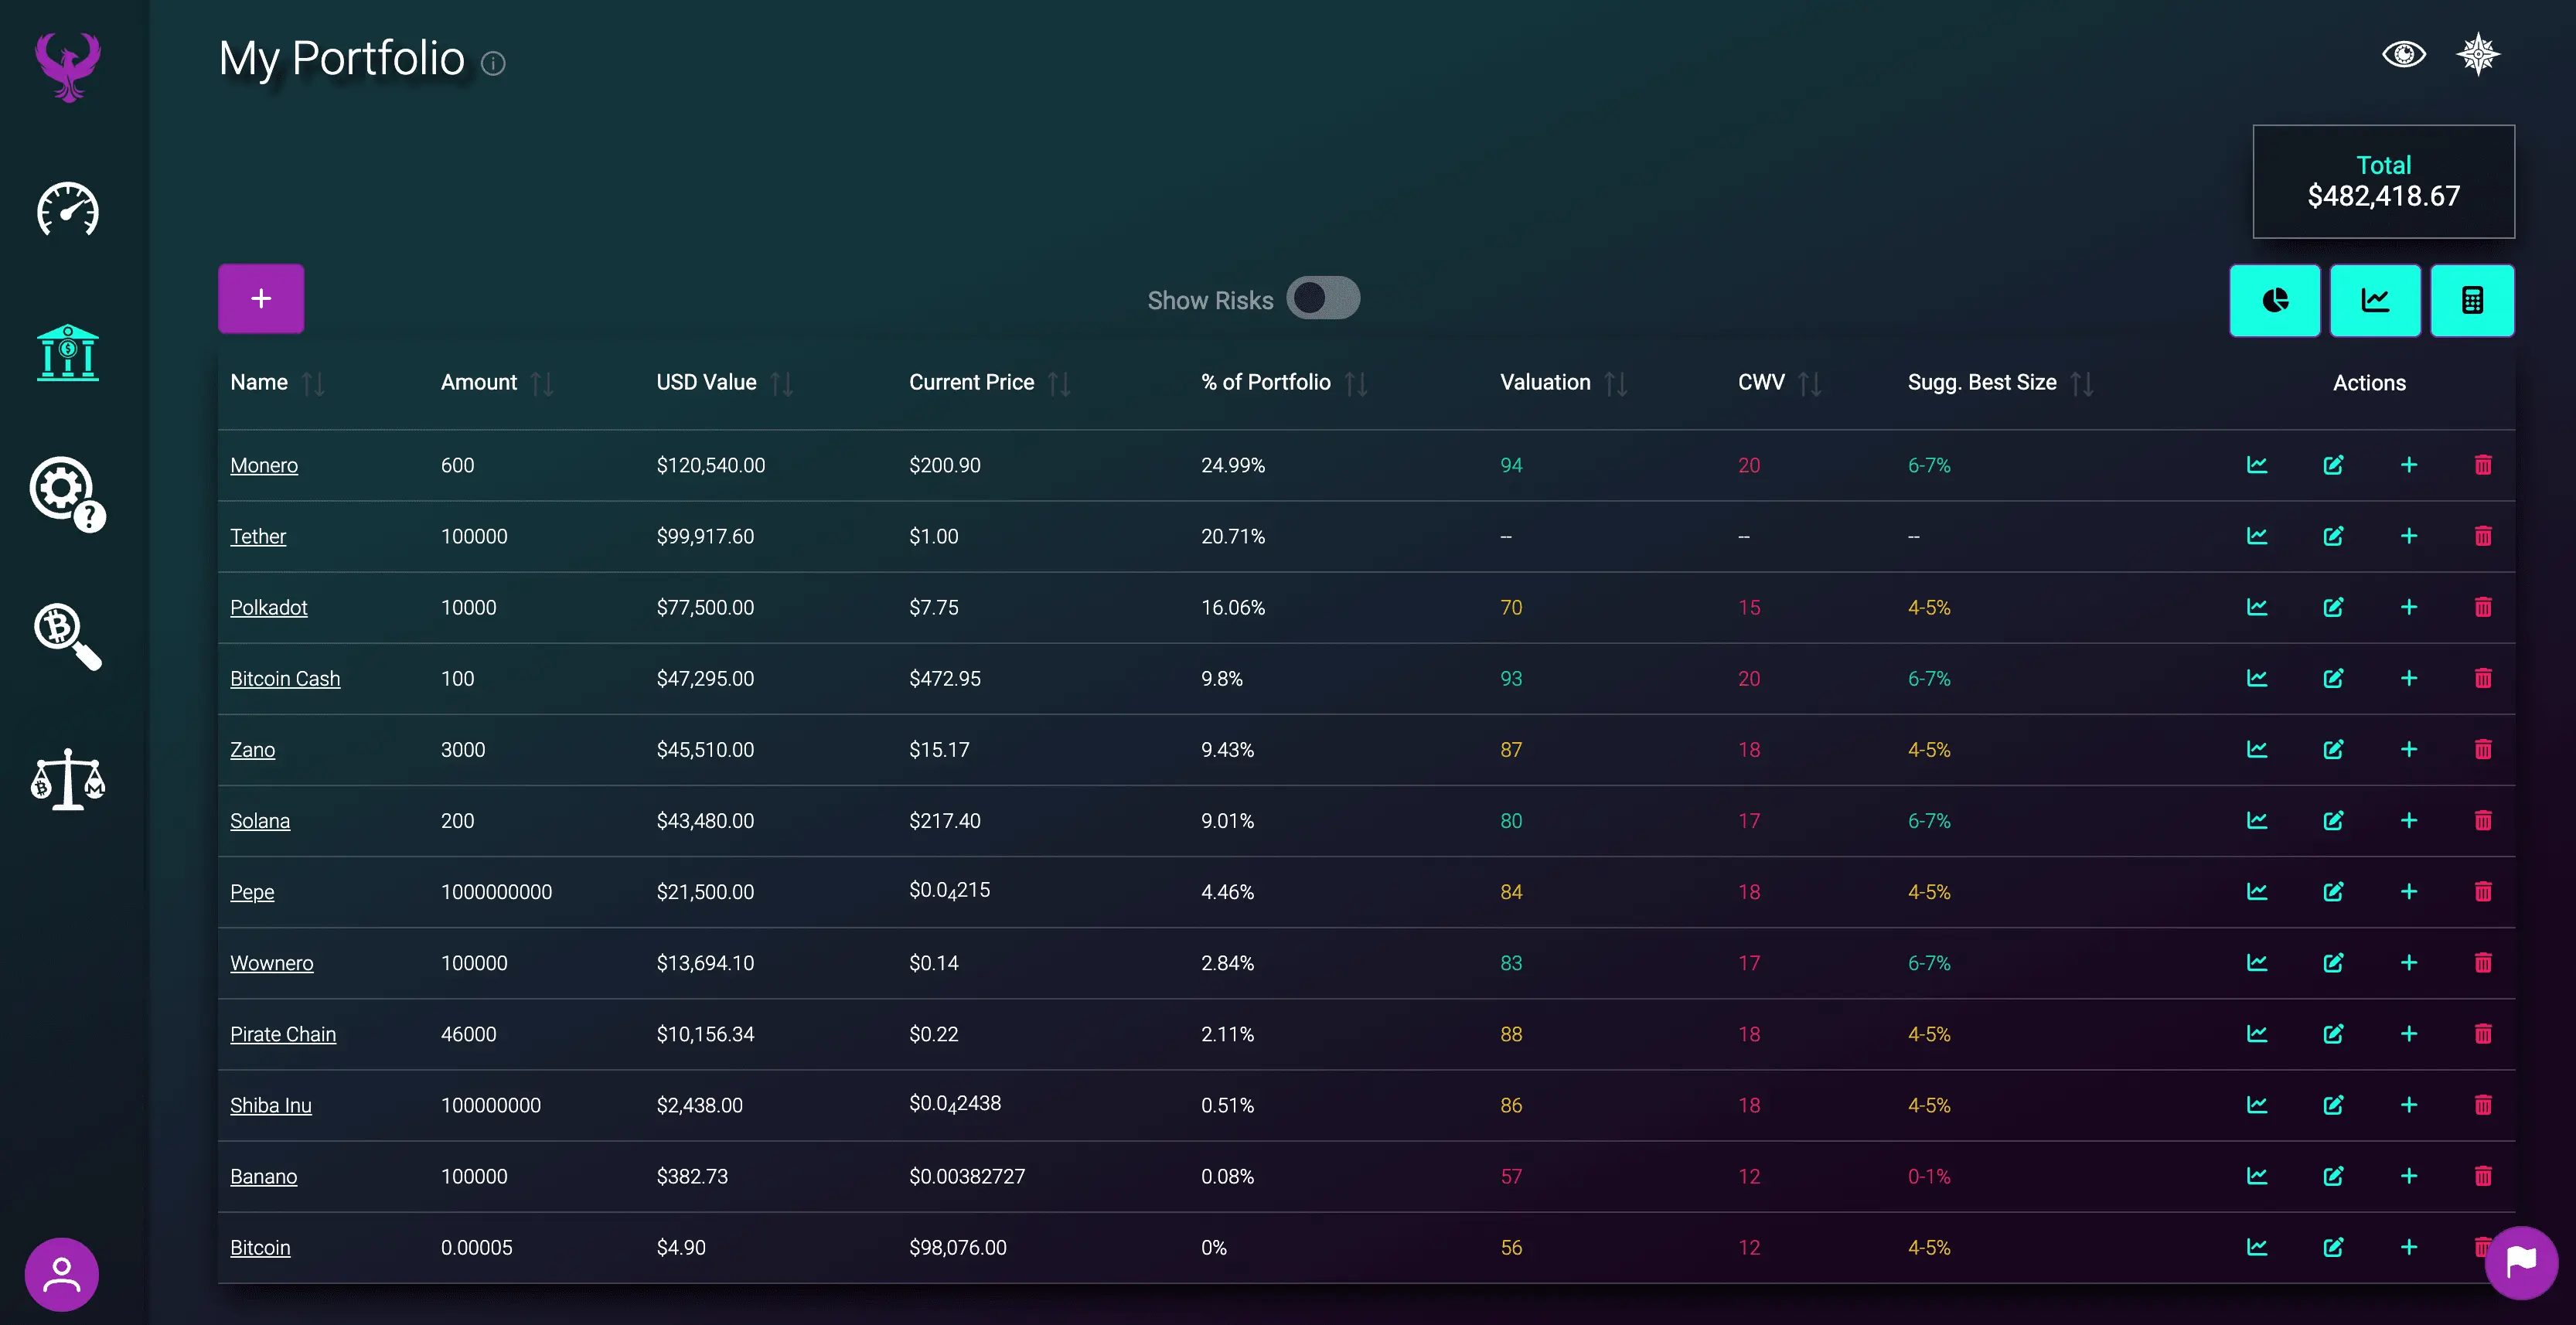 My Portfolio
Total
$482,418.67
Show Risks
Name Amount USD Value Current Price % of Portfolio Valuation CWV Sugg. Best Size Actions
Monero 600 $120,540.00 $200.90 24.99% 94 20 6-7%
Tether 100000 $99,917.60 $1.00 20.71% -- -- --
Polkadot 10000 $77,500.00 $7.75 16.06% 70 15 4-5%
Bitcoin Cash 100 $47,295.00 $472.95 9.8% 93 20 6-7%
Zano 3000 $45,510.00 $15.17 9.43% 87 18 4-5%
Solana 200 $43,480.00 $217.40 9.01% 80 17 6-7%
Pepe 1000000000 $21,500.00 $0.0₄215 4.46% 84 18 4-5%
Wownero 100000 $13,694.10 $0.14 2.84% 83 17 6-7%
Pirate Chain 46000 $10,156.34 $0.22 2.11% 88 18 4-5%
Shiba Inu 100000000 $2,438.00 $0.0₄2438 0.51% 86 18 4-5%
Banano 100000 $382.73 $0.00382727 0.08% 57 12 0-1%
Bitcoin 0.00005 $4.90 $98,076.00 0% 56 12 4-5%